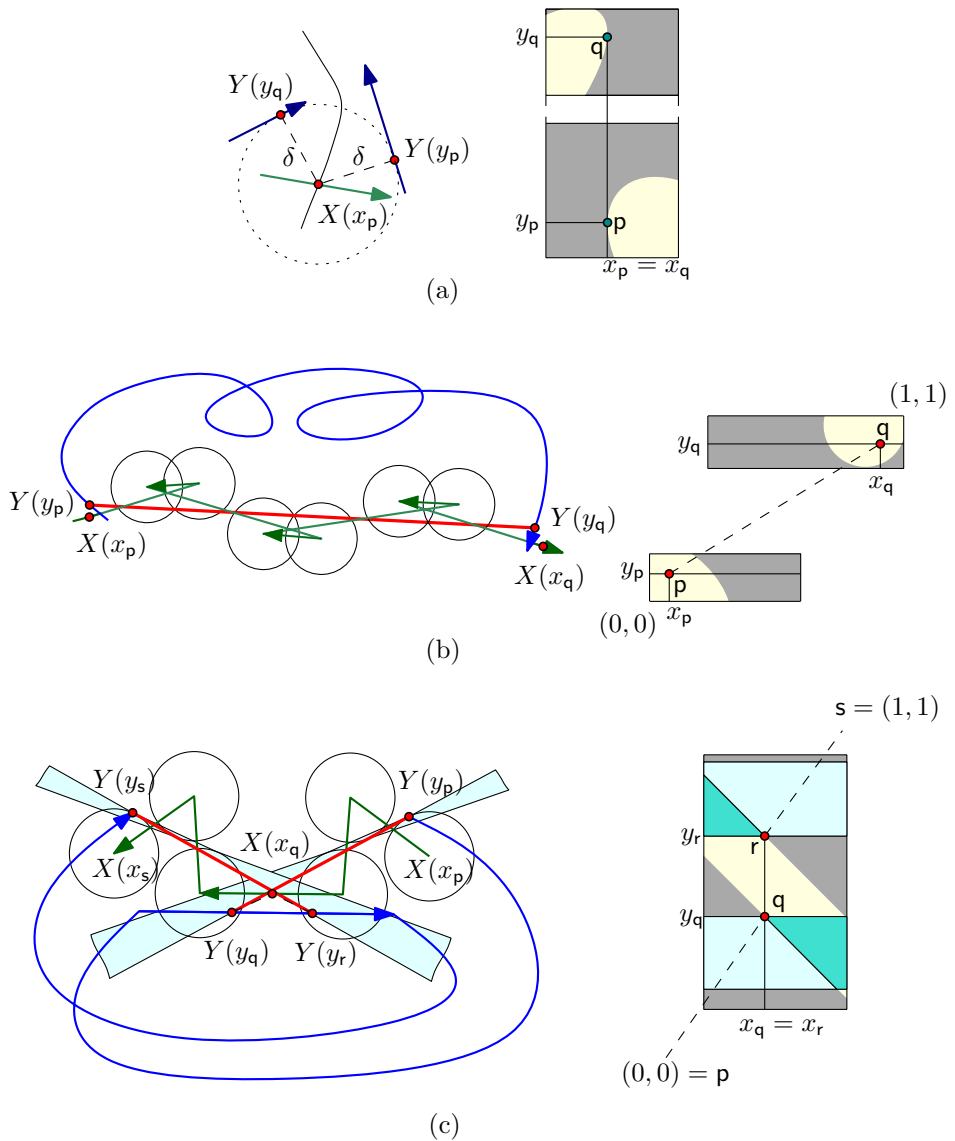 Y(y_q)
δ
δ
Y(y_p)
X(x_p)
y_q
q
y_p
p
x_p = x_q
(a)
(1, 1)
y_q
q
x_q
Y(y_p)
X(x_p)
Y(y_q)
X(x_q)
y_p
p
x_p
(0, 0)
(b)
s = (1, 1)
Y(y_s)
Y(y_p)
X(x_q)
X(x_s)
X(x_p)
Y(y_q)
Y(y_r)
y_r
r
y_q
q
x_q = x_r
(0, 0) = p
(c)